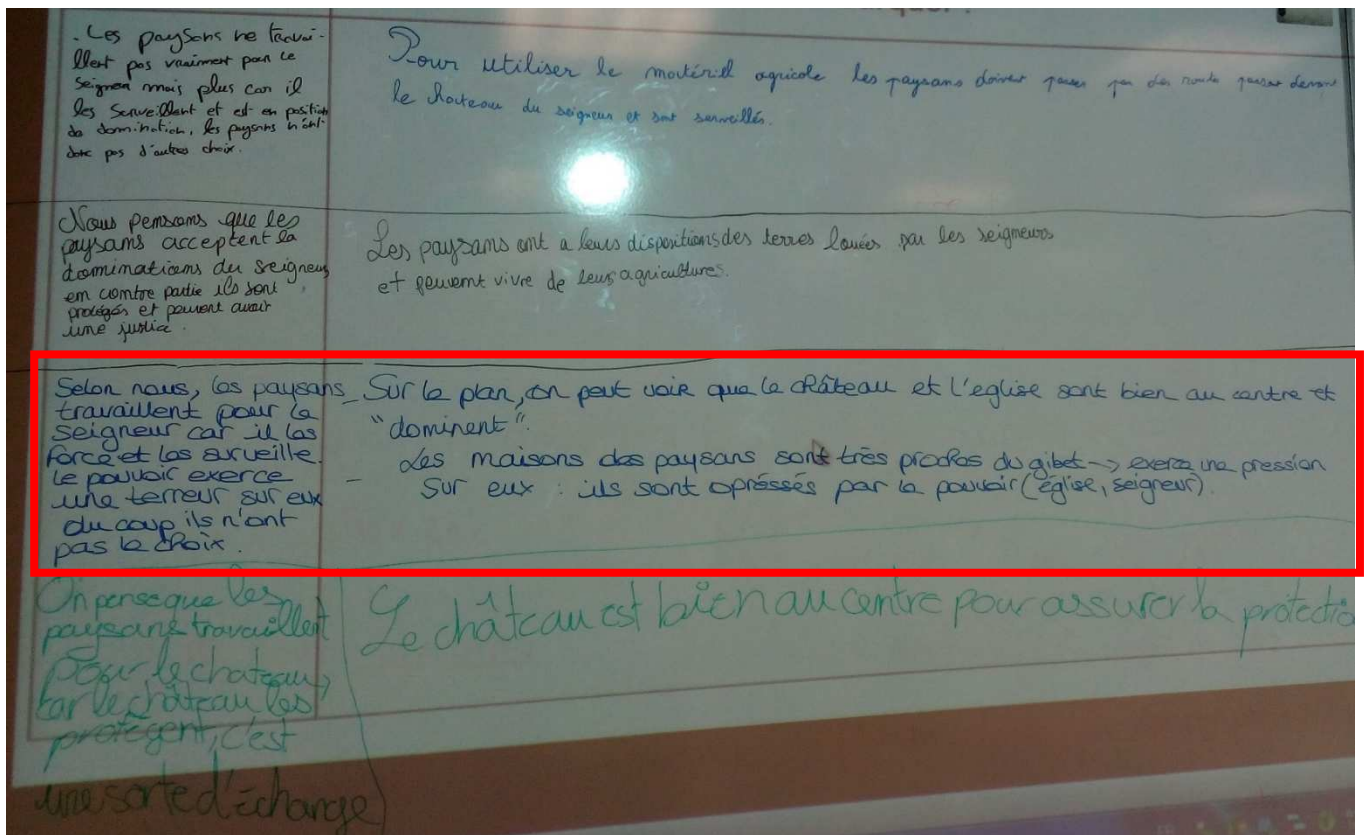 . Les paysans ne travai-
llent pas vraiment pour le
seigneur mais plus car il
les surveillent et est en position
de domination, les paysans n'ont
donc pas d'autres choix.
Pour utiliser le matériel agricole les paysans doivent passer par des route passant devant
le chateau du seigneur et sont surveillés.
Nous pensons que les
paysans acceptent la
dominations du seigneur
en contre partie ils sont
protégés et peuvent avoir
une justice.
Les paysans ont a leurs dispositions des terres louées par les seigneurs
et peuvent vivre de leurs agricultures.
Selon nous, les paysans
travaillent pour le
seigneur car il les
force et les surveille.
Le pouvoir exerce
une terreur sur eux
du coup ils n'ont
pas le choix.
- Sur le plan, on peut voir que le château et l'eglise sont bien au centre et
"dominent".
- Les maisons des paysans sont très proches du gibet -> exerce une pression
sur eux : ils sont opréssés par le pouvoir (église, seigneur).
On pense que les
paysans travaillent
pour le chateau,
car le château les
protégent, c'est
une sorte d'échange
Le château est bien au centre pour assurer la protectio